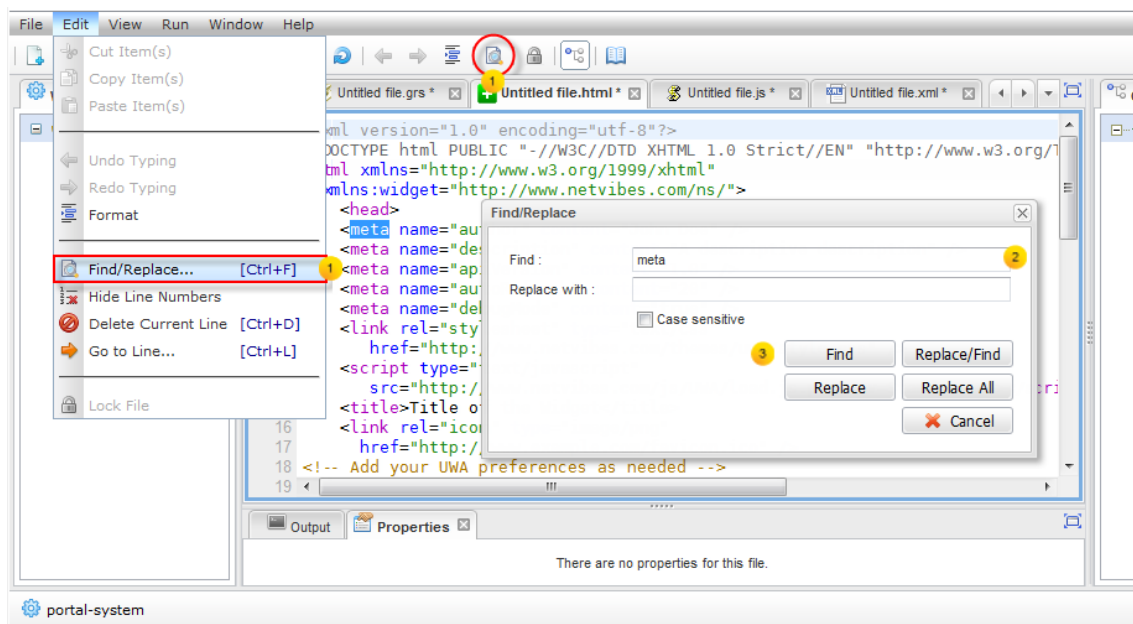 File Edit View Run Window Help
Cut Item(s)
Copy Item(s)
Paste Item(s)
Undo Typing
Redo Typing
Format
Find/Replace... [Ctrl+F] 1
Hide Line Numbers
Delete Current Line [Ctrl+D]
Go to Line... [Ctrl+L]
Lock File
1
Untitled file.grs * Untitled file.html * Untitled file.js * Untitled file.xml *
xml version="1.0" encoding="utf-8"?>
DOCTYPE html PUBLIC "-//W3C//DTD XHTML 1.0 Strict//EN" "http://www.w3.org/
tml xmlns="http://www.w3.org/1999/xhtml"
xmlns:widget="http://www.netvibes.com/ns/">
<head>
<meta name="au
<meta name="des
<meta name="ap
<meta name="au
<meta name="de
<link rel="sty
href="http:
<script type="
src="http:/
<title>Title o
16 <link rel="ico
17 href="http:/
18 <!-- Add your UWA preferences as needed -->
19
Find/Replace
Find : meta 2
Replace with :
Case sensitive
3 Find Replace/Find
Replace Replace All
Cancel
Output Properties
There are no properties for this file.
portal-system